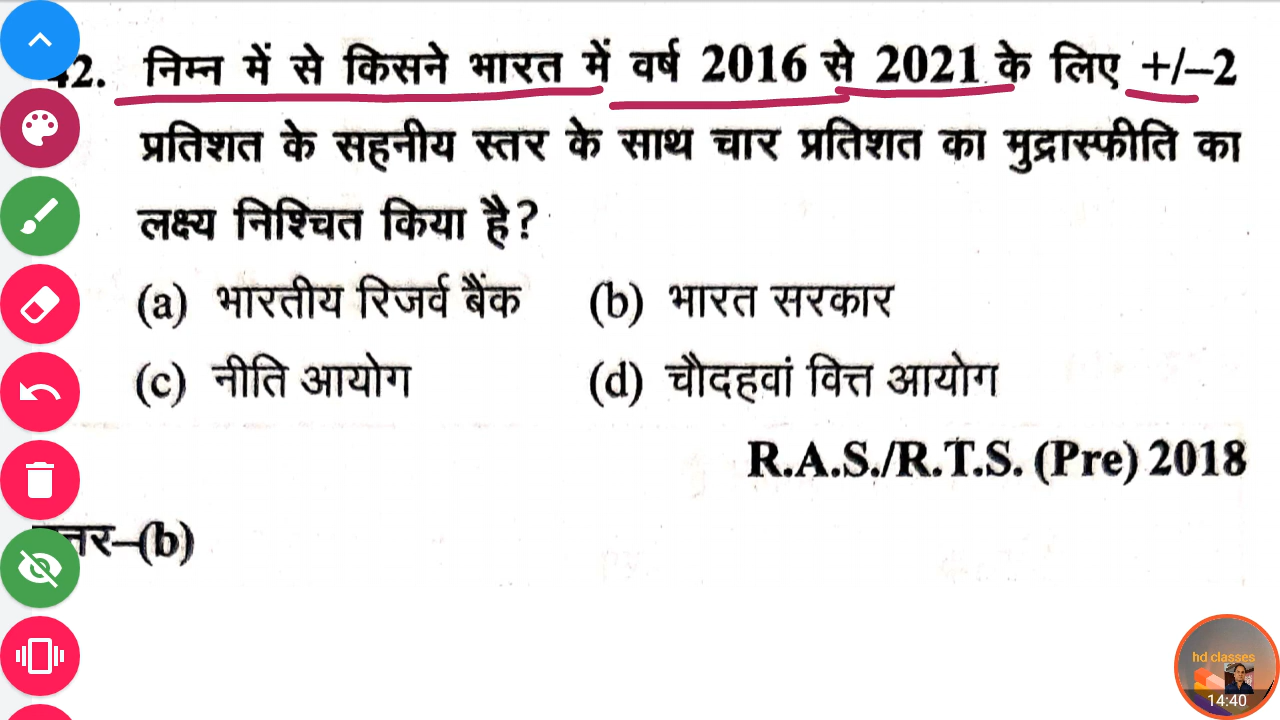 42. निम्न में से किसने भारत में वर्ष 2016 से 2021 के लिए +/–2
प्रतिशत के सहनीय स्तर के साथ चार प्रतिशत का मुद्रास्फीति का
लक्ष्य निश्चित किया है?
(a) भारतीय रिजर्व बैंक (b) भारत सरकार
(c) नीति आयोग (d) चौदहवां वित्त आयोग
R.A.S./R.T.S. (Pre) 2018
उत्तर–(b)
hd classes
14:40